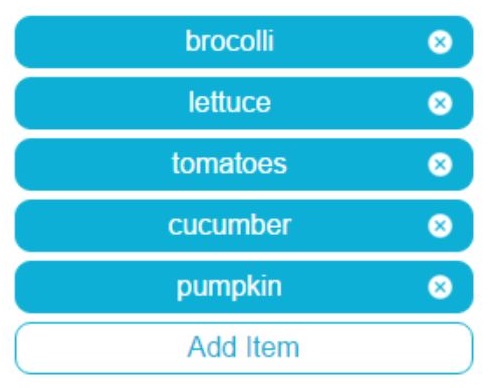 brocolli
lettuce
tomatoes
cucumber
pumpkin
Add Item